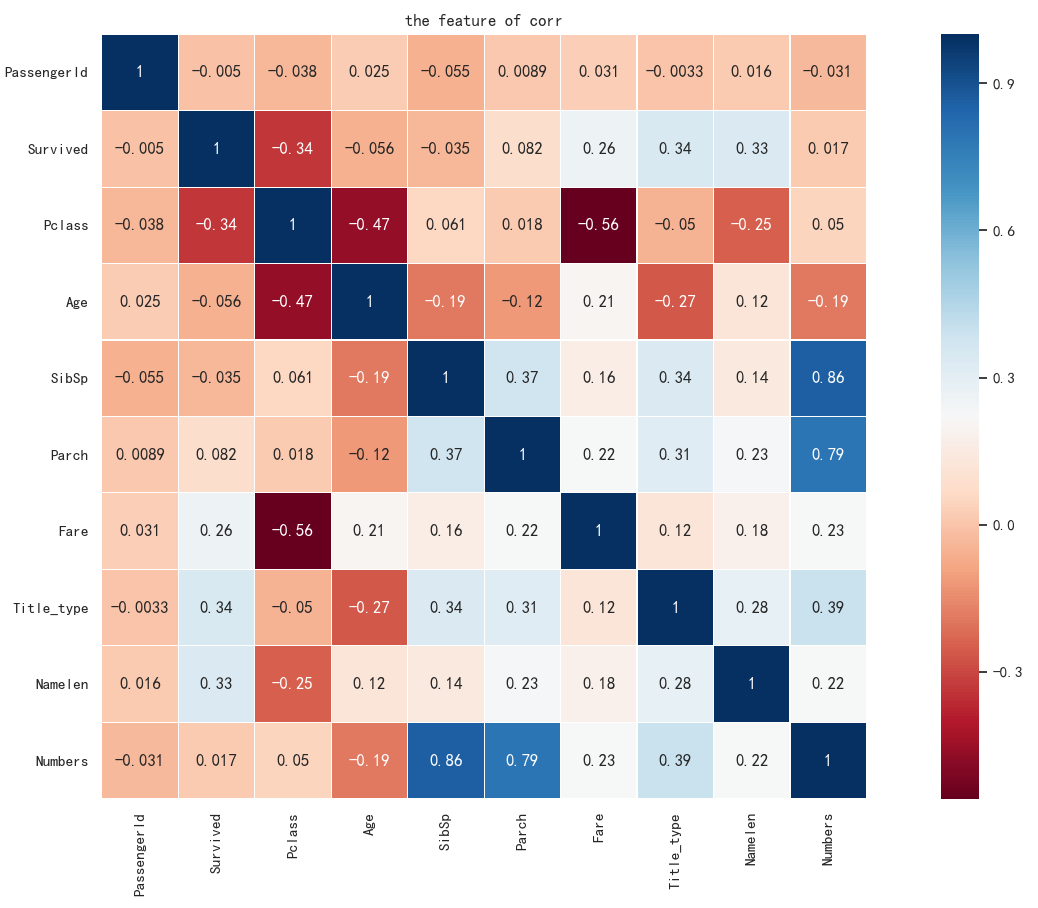 the feature of corr
PassengerId 1 -0.005 -0.038 0.025 -0.055 0.0089 0.031 -0.0033 0.016 -0.031
Survived -0.005 1 -0.34 -0.056 -0.035 0.082 0.26 0.34 0.33 0.017
Pclass -0.038 -0.34 1 -0.47 0.061 0.018 -0.56 -0.05 -0.25 0.05
Age 0.025 -0.056 -0.47 1 -0.19 -0.12 0.21 -0.27 0.12 -0.19
SibSp -0.055 -0.035 0.061 -0.19 1 0.37 0.16 0.34 0.14 0.86
Parch 0.0089 0.082 0.018 -0.12 0.37 1 0.22 0.31 0.23 0.79
Fare 0.031 0.26 -0.56 0.21 0.16 0.22 1 0.12 0.18 0.23
Title_type -0.0033 0.34 -0.05 -0.27 0.34 0.31 0.12 1 0.28 0.39
Namelen 0.016 0.33 -0.25 0.12 0.14 0.23 0.18 0.28 1 0.22
Numbers -0.031 0.017 0.05 -0.19 0.86 0.79 0.23 0.39 0.22 1
PassengerId Survived Pclass Age SibSp Parch Fare Title_type Namelen Numbers
0.9
0.6
0.3
0.0
-0.3